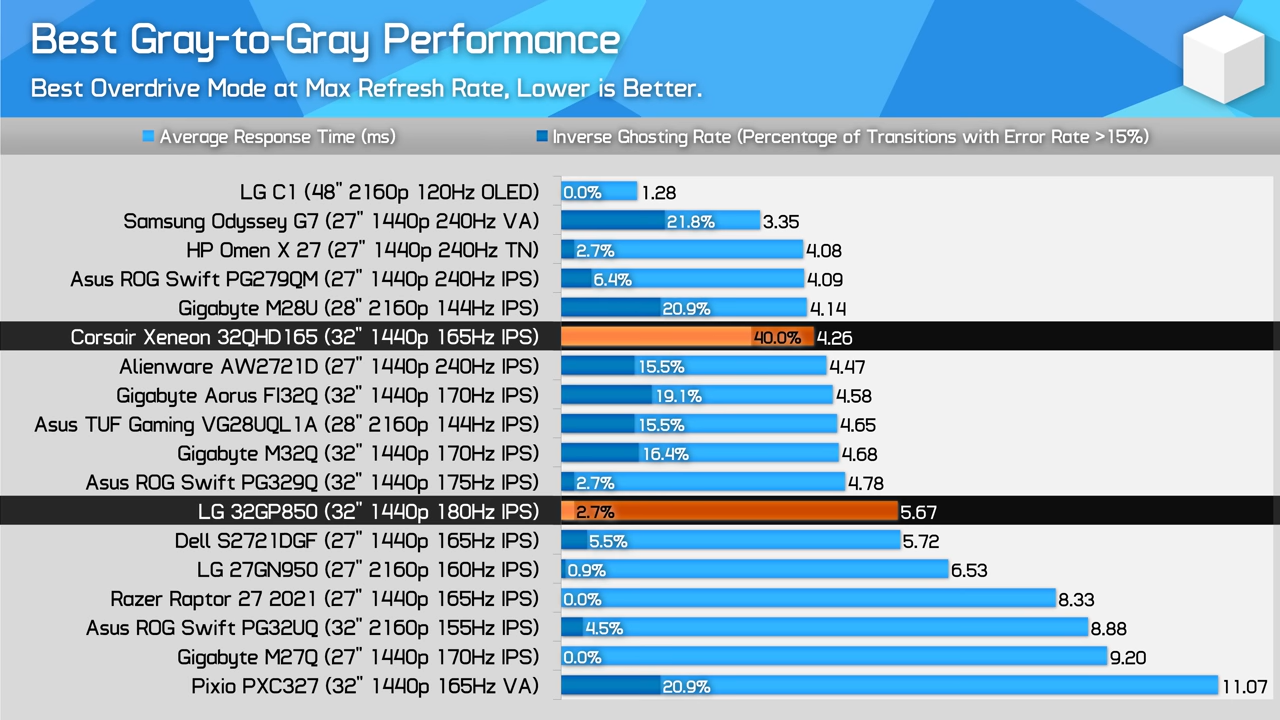 Best Gray-to-Gray Performance
Best Overdrive Mode at Max Refresh Rate, Lower is Better.
Average Response Time (ms) Inverse Ghosting Rate (Percentage of Transitions with Error Rate >15%)
LG C1 (48" 2160p 120Hz OLED) 0.0% 1.28
Samsung Odyssey G7 (27" 1440p 240Hz VA) 21.8% 3.35
HP Omen X 27 (27" 1440p 240Hz TN) 2.7% 4.08
Asus ROG Swift PG279QM (27" 1440p 240Hz IPS) 6.4% 4.09
Gigabyte M28U (28" 2160p 144Hz IPS) 20.9% 4.14
Corsair Xeneon 32QHD165 (32" 1440p 165Hz IPS) 40.0% 4.26
Alienware AW2721D (27" 1440p 240Hz IPS) 15.5% 4.47
Gigabyte Aorus FI32Q (32" 1440p 170Hz IPS) 19.1% 4.58
Asus TUF Gaming VG28UQL1A (28" 2160p 144Hz IPS) 15.5% 4.65
Gigabyte M32Q (32" 1440p 170Hz IPS) 16.4% 4.68
Asus ROG Swift PG329Q (32" 1440p 175Hz IPS) 2.7% 4.78
LG 32GP850 (32" 1440p 180Hz IPS) 2.7% 5.67
Dell S2721DGF (27" 1440p 165Hz IPS) 5.5% 5.72
LG 27GN950 (27" 2160p 160Hz IPS) 0.9% 6.53
Razer Raptor 27 2021 (27" 1440p 165Hz IPS) 0.0% 8.33
Asus ROG Swift PG32UQ (32" 2160p 155Hz IPS) 4.5% 8.88
Gigabyte M27Q (27" 1440p 170Hz IPS) 0.0% 9.20
Pixio PXC327 (32" 1440p 165Hz VA) 20.9% 11.07